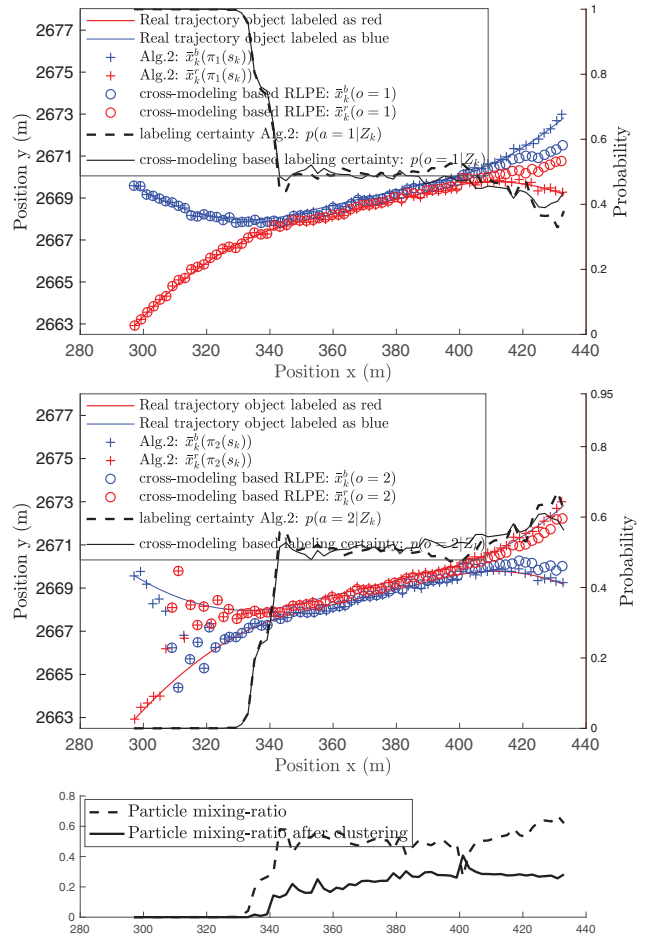 2677
2675
2673
2671
2669
2667
2665
2663
Position y (m)
Real trajectory object labeled as red
Real trajectory object labeled as blue
Alg.2: x̄ᵇₖ(π₁(sₖ))
Alg.2: x̄ʳₖ(π₁(sₖ))
cross-modeling based RLPE: x̄ᵇₖ(o = 1)
cross-modeling based RLPE: x̄ʳₖ(o = 1)
labeling certainty Alg.2: p(a = 1|Zₖ)
cross-modeling based labeling certainty: p(o = 1|Zₖ)
1
0.8
0.6
0.4
0.2
0
Probability
280 300 320 340 360 380 400 420 440
Position x (m)
2677
2675
2673
2671
2669
2667
2665
2663
Position y (m)
Real trajectory object labeled as red
Real trajectory object labeled as blue
Alg.2: x̄ᵇₖ(π₂(sₖ))
Alg.2: x̄ʳₖ(π₂(sₖ))
cross-modeling based RLPE: x̄ᵇₖ(o = 2)
cross-modeling based RLPE: x̄ʳₖ(o = 2)
labeling certainty Alg.2: p(a = 2|Zₖ)
cross-modeling based labeling certainty: p(o = 2|Zₖ)
0.95
0.8
0.6
0.4
0.2
0
Probability
280 300 320 340 360 380 400 420 440
Position x (m)
0.8
0.6
0.4
0.2
0
Particle mixing-ratio
Particle mixing-ratio after clustering
280 300 320 340 360 380 400 420 440